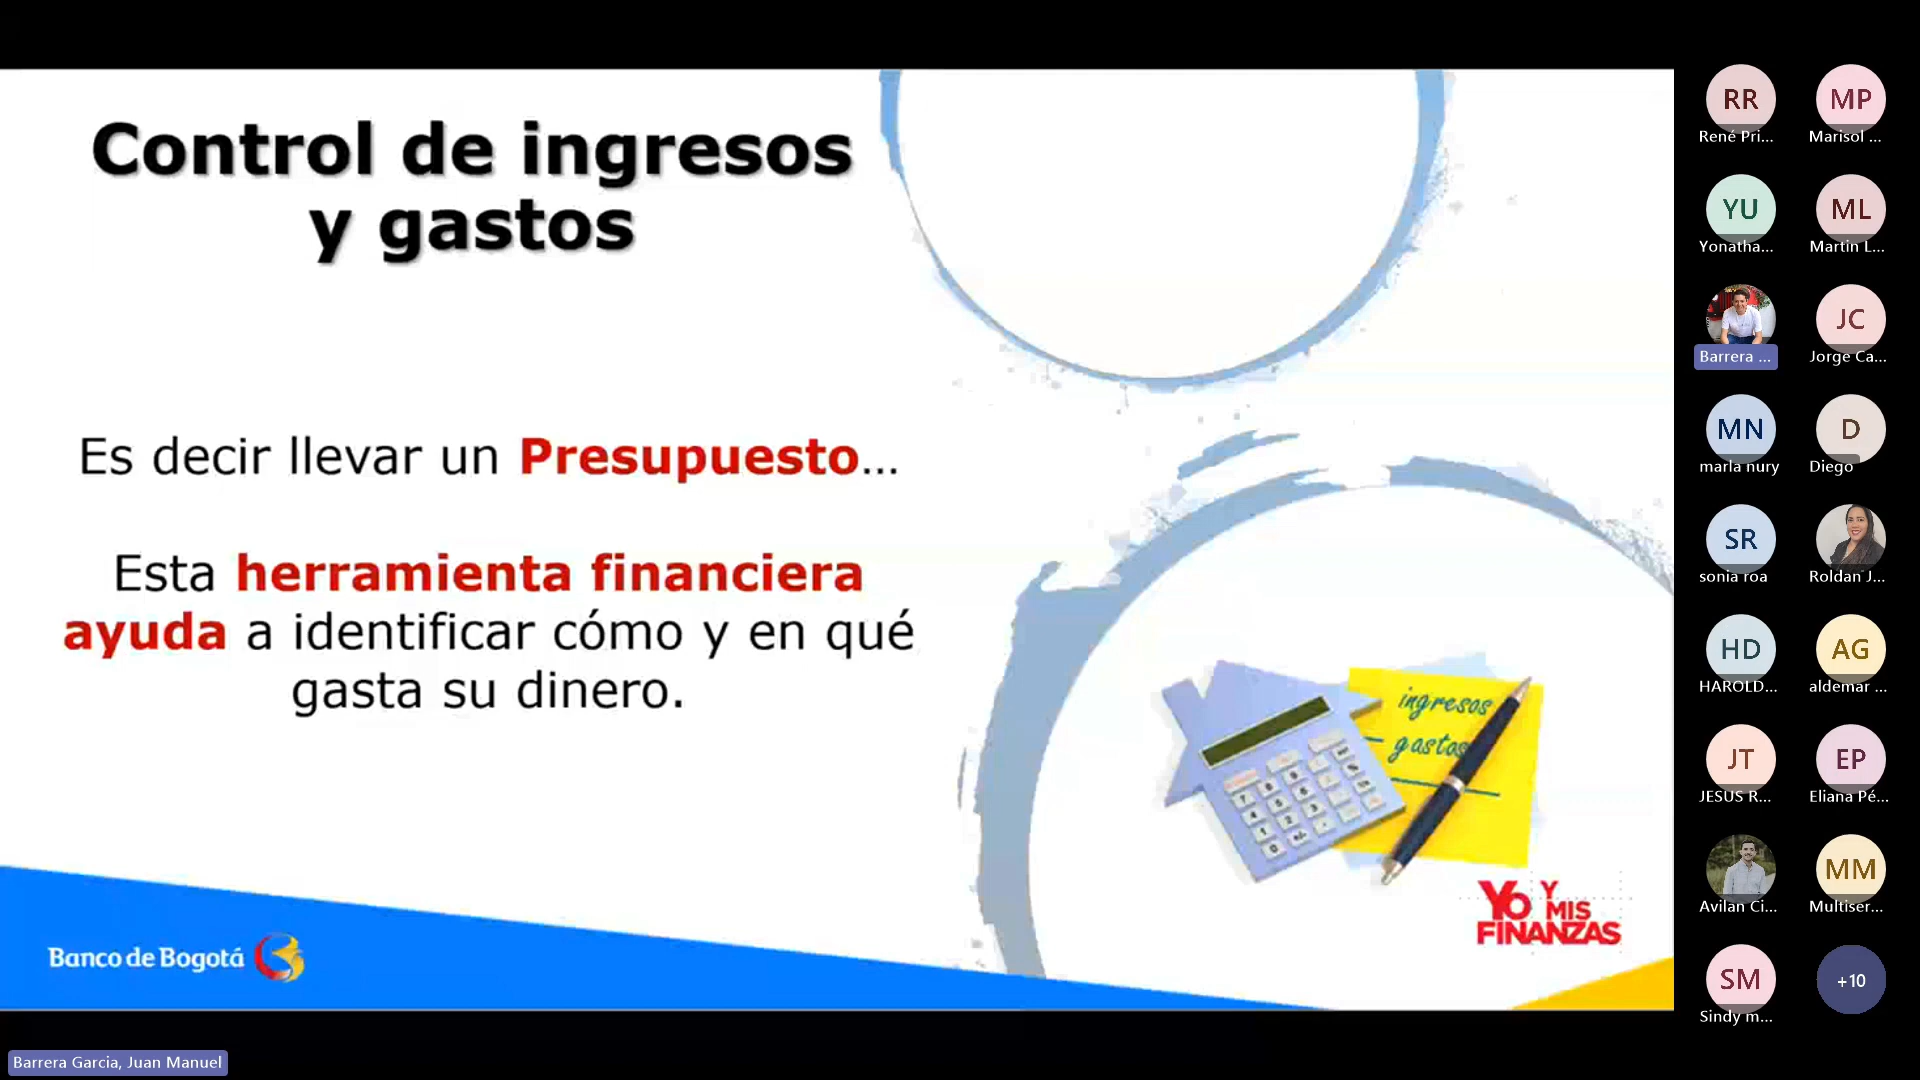 Control de ingresos
y gastos
Es decir llevar un Presupuesto...
Esta herramienta financiera
ayuda a identificar cómo y en qué
gasta su dinero.
ingresos
gastos
Yo Y
MIS
FINANZAS
Banco de Bogotá
Barrera Garcia, Juan Manuel
RR
René Pri...
MP
Marisol ...
YU
Yonatha...
ML
Martin L...
Barrera ...
JC
Jorge Ca...
MN
marla nury
D
Diego
SR
sonia roa
Roldan J...
HD
HAROLD...
AG
aldemar ...
JT
JESUS R...
EP
Eliana Pé...
Avilan Ci...
MM
Multiser...
SM
Sindy m...
+10